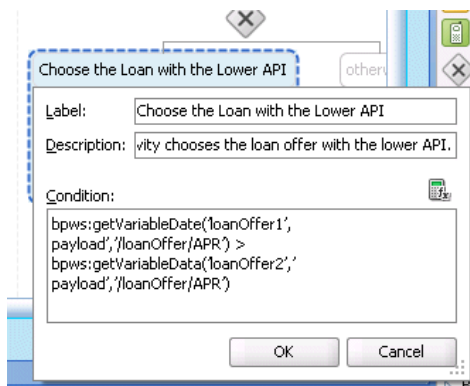 Choose the Loan with the Lower API
otherw
Label:
Choose the Loan with the Lower API
Description:
vity chooses the loan offer with the lower API.
Condition:
bpws:getVariableDate('loanOffer1',
payload','/loanOffer/APR') >
bpws:getVariableData('loanOffer2','
payload','/loanOffer/APR')
OK
Cancel